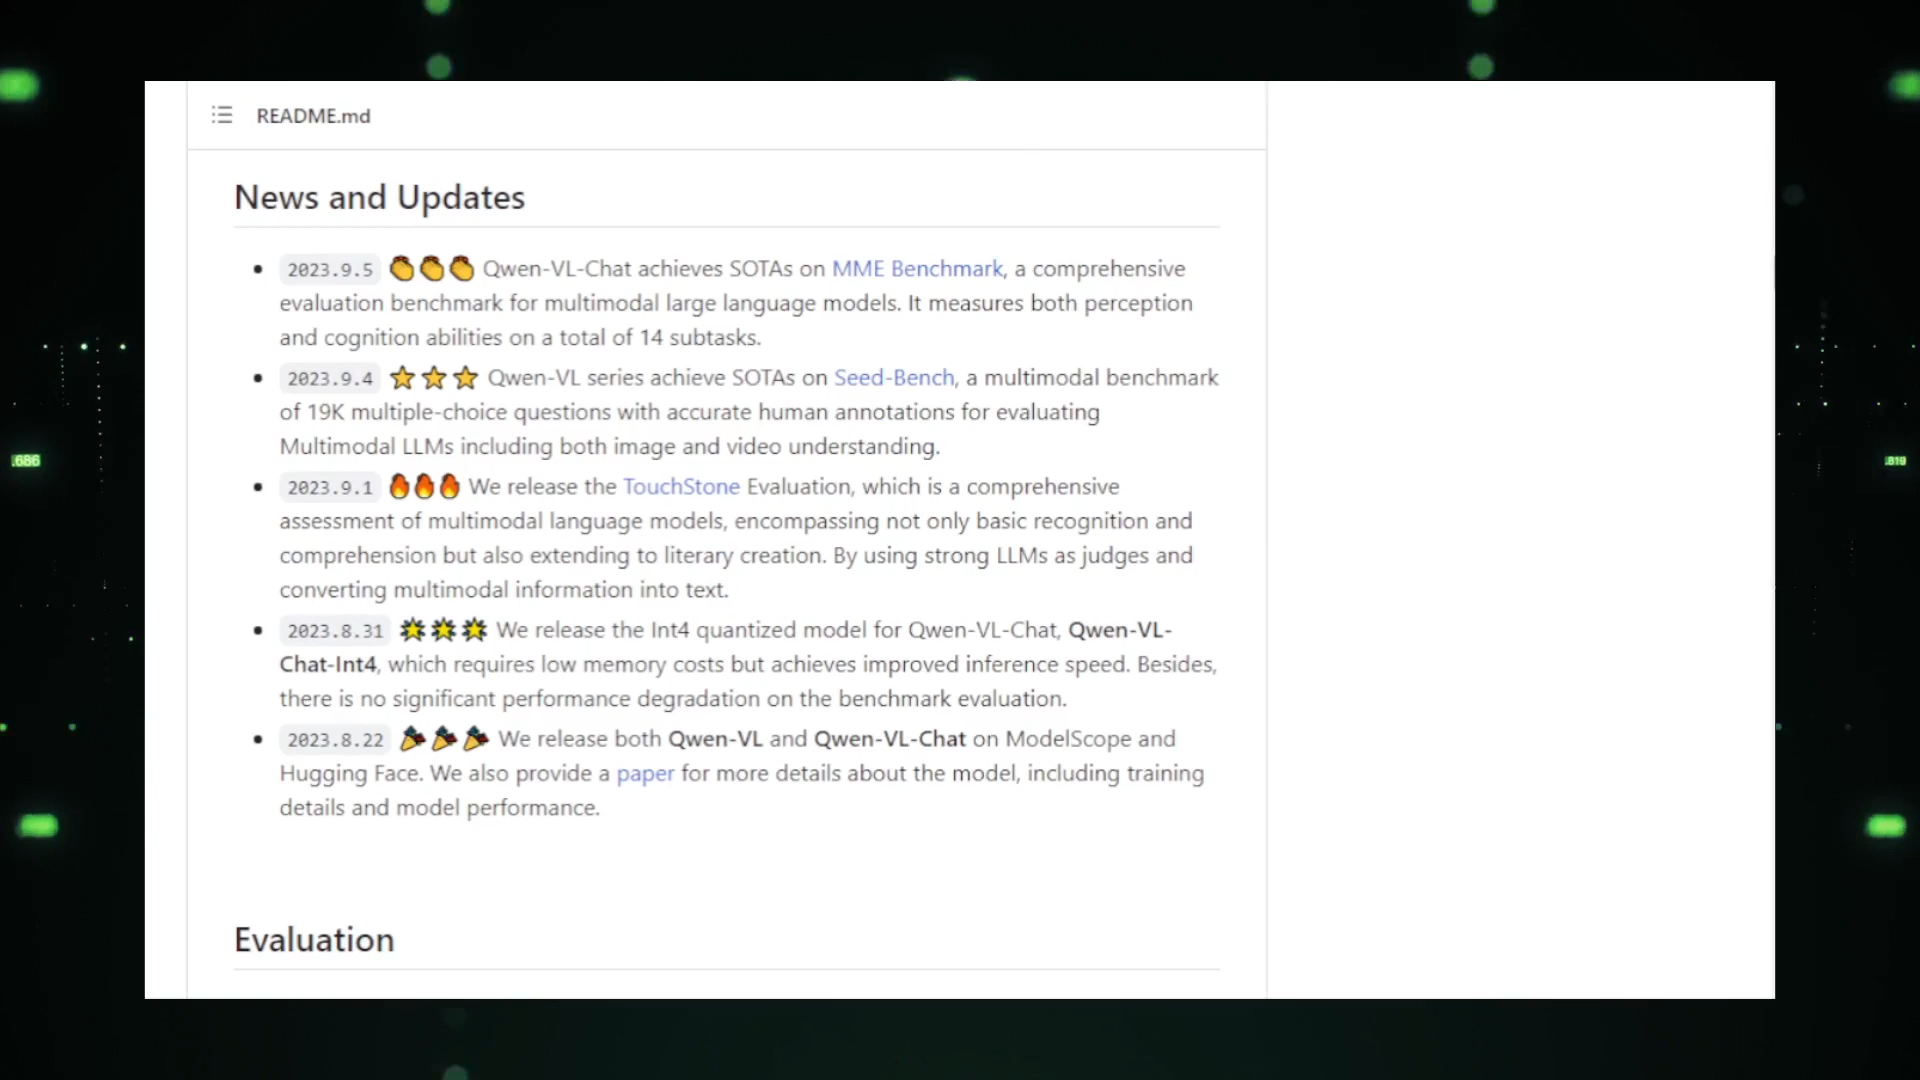 README.md
News and Updates
2023.9.5 👏👏👏 Qwen-VL-Chat achieves SOTAs on MME Benchmark, a comprehensive
evaluation benchmark for multimodal large language models. It measures both perception
and cognition abilities on a total of 14 subtasks.
2023.9.4 ⭐⭐⭐ Qwen-VL series achieve SOTAs on Seed-Bench, a multimodal benchmark
of 19K multiple-choice questions with accurate human annotations for evaluating
Multimodal LLMs including both image and video understanding.
2023.9.1 🔥🔥🔥 We release the TouchStone Evaluation, which is a comprehensive
assessment of multimodal language models, encompassing not only basic recognition and
comprehension but also extending to literary creation. By using strong LLMs as judges and
converting multimodal information into text.
2023.8.31 🌟🌟🌟 We release the Int4 quantized model for Qwen-VL-Chat, Qwen-VL-
Chat-Int4, which requires low memory costs but achieves improved inference speed. Besides,
there is no significant performance degradation on the benchmark evaluation.
2023.8.22 🎉🎉🎉 We release both Qwen-VL and Qwen-VL-Chat on ModelScope and
Hugging Face. We also provide a paper for more details about the model, including training
details and model performance.
Evaluation
.686
.819